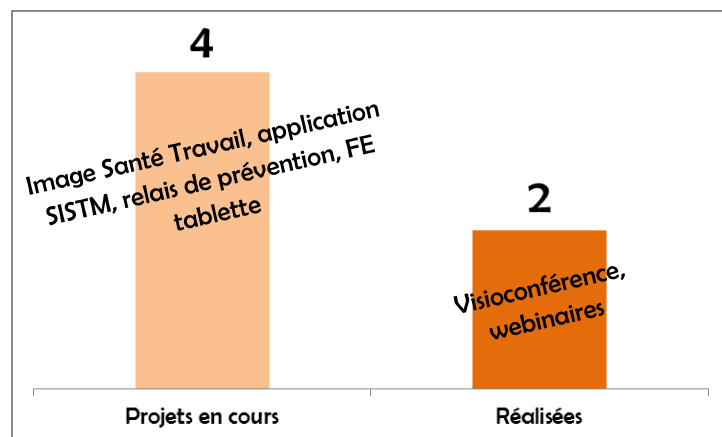 4
Image Santé Travail, application
SISTM, relais de prévention, FE
tablette
2
Visioconférence,
webinaires
Projets en cours
Réalisées